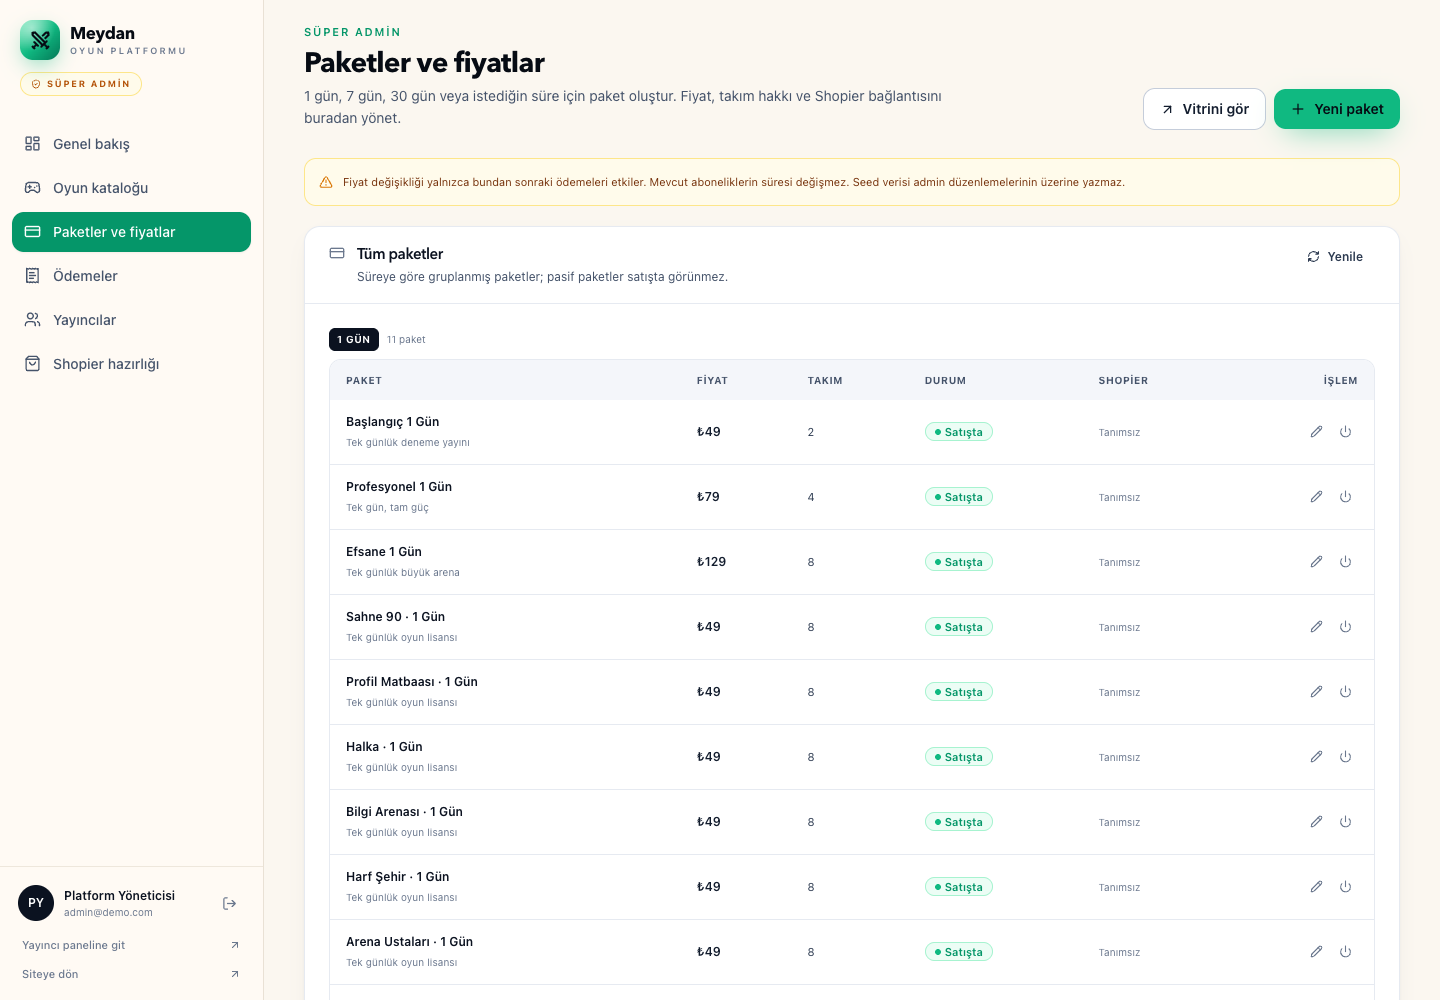 Meydan
OYUN PLATFORMU
SÜPER ADMİN
Genel bakış
Oyun kataloğu
Paketler ve fiyatlar
Ödemeler
Yayıncılar
Shopier hazırlığı
PY
Platform Yöneticisi
admin@demo.com
Yayıncı paneline git
Siteye dön
SÜPER ADMİN
Paketler ve fiyatlar
1 gün, 7 gün, 30 gün veya istediğin süre için paket oluştur. Fiyat, takım hakkı ve Shopier bağlantısını
buradan yönet.
Vitrini gör
Yeni paket
Fiyat değişikliği yalnızca bundan sonraki ödemeleri etkiler. Mevcut aboneliklerin süresi değişmez. Seed verisi admin düzenlemelerinin üzerine yazmaz.
Tüm paketler
Süreye göre gruplanmış paketler; pasif paketler satışta görünmez.
Yenile
1 GÜN 11 paket
PAKET FİYAT TAKIM DURUM SHOPİER İŞLEM
Başlangıç 1 Gün
Tek günlük deneme yayını
₺49 2 Satışta Tanımsız
Profesyonel 1 Gün
Tek gün, tam güç
₺79 4 Satışta Tanımsız
Efsane 1 Gün
Tek günlük büyük arena
₺129 8 Satışta Tanımsız
Sahne 90 · 1 Gün
Tek günlük oyun lisansı
₺49 8 Satışta Tanımsız
Profil Matbaası · 1 Gün
Tek günlük oyun lisansı
₺49 8 Satışta Tanımsız
Halka · 1 Gün
Tek günlük oyun lisansı
₺49 8 Satışta Tanımsız
Bilgi Arenası · 1 Gün
Tek günlük oyun lisansı
₺49 8 Satışta Tanımsız
Harf Şehir · 1 Gün
Tek günlük oyun lisansı
₺49 8 Satışta Tanımsız
Arena Ustaları · 1 Gün
Tek günlük oyun lisansı
₺49 8 Satışta Tanımsız